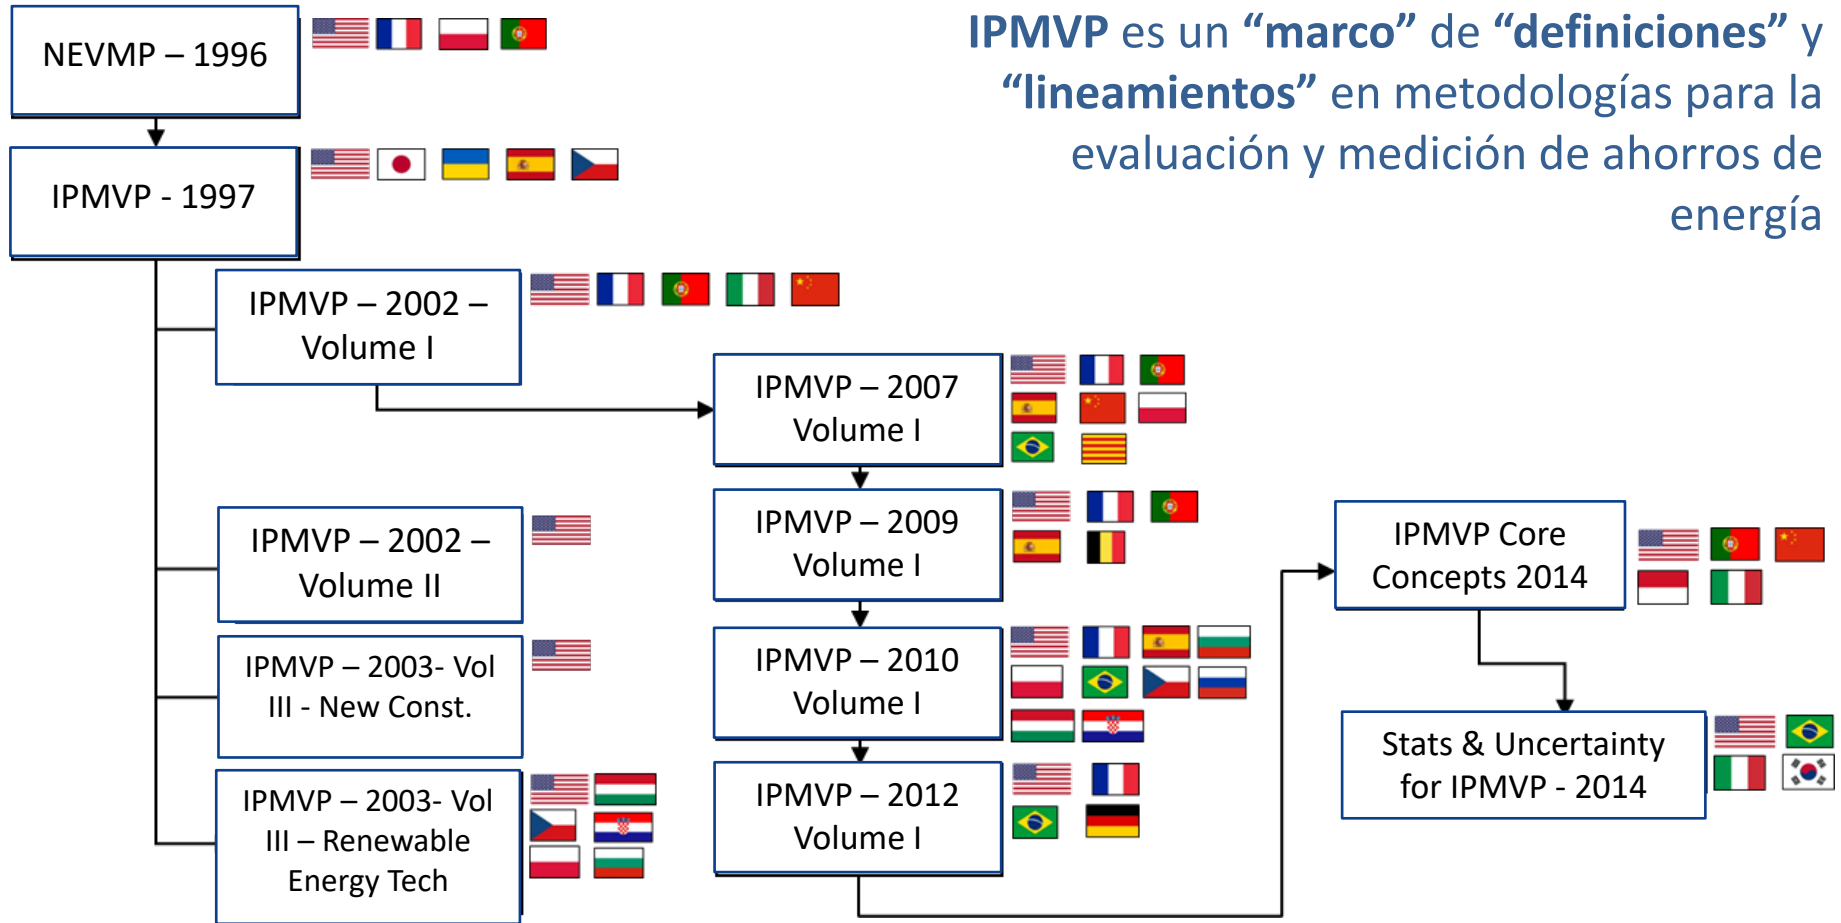 NEVMP – 1996
IPMVP es un “marco” de “definiciones” y
“lineamientos” en metodologías para la
evaluación y medición de ahorros de
energía
IPMVP - 1997
IPMVP – 2002 –
Volume I
IPMVP – 2007
Volume I
IPMVP – 2002 –
Volume II
IPMVP – 2009
Volume I
IPMVP Core
Concepts 2014
IPMVP – 2003- Vol
III - New Const.
IPMVP – 2010
Volume I
Stats & Uncertainty
for IPMVP - 2014
IPMVP – 2003- Vol
III – Renewable
Energy Tech
IPMVP – 2012
Volume I